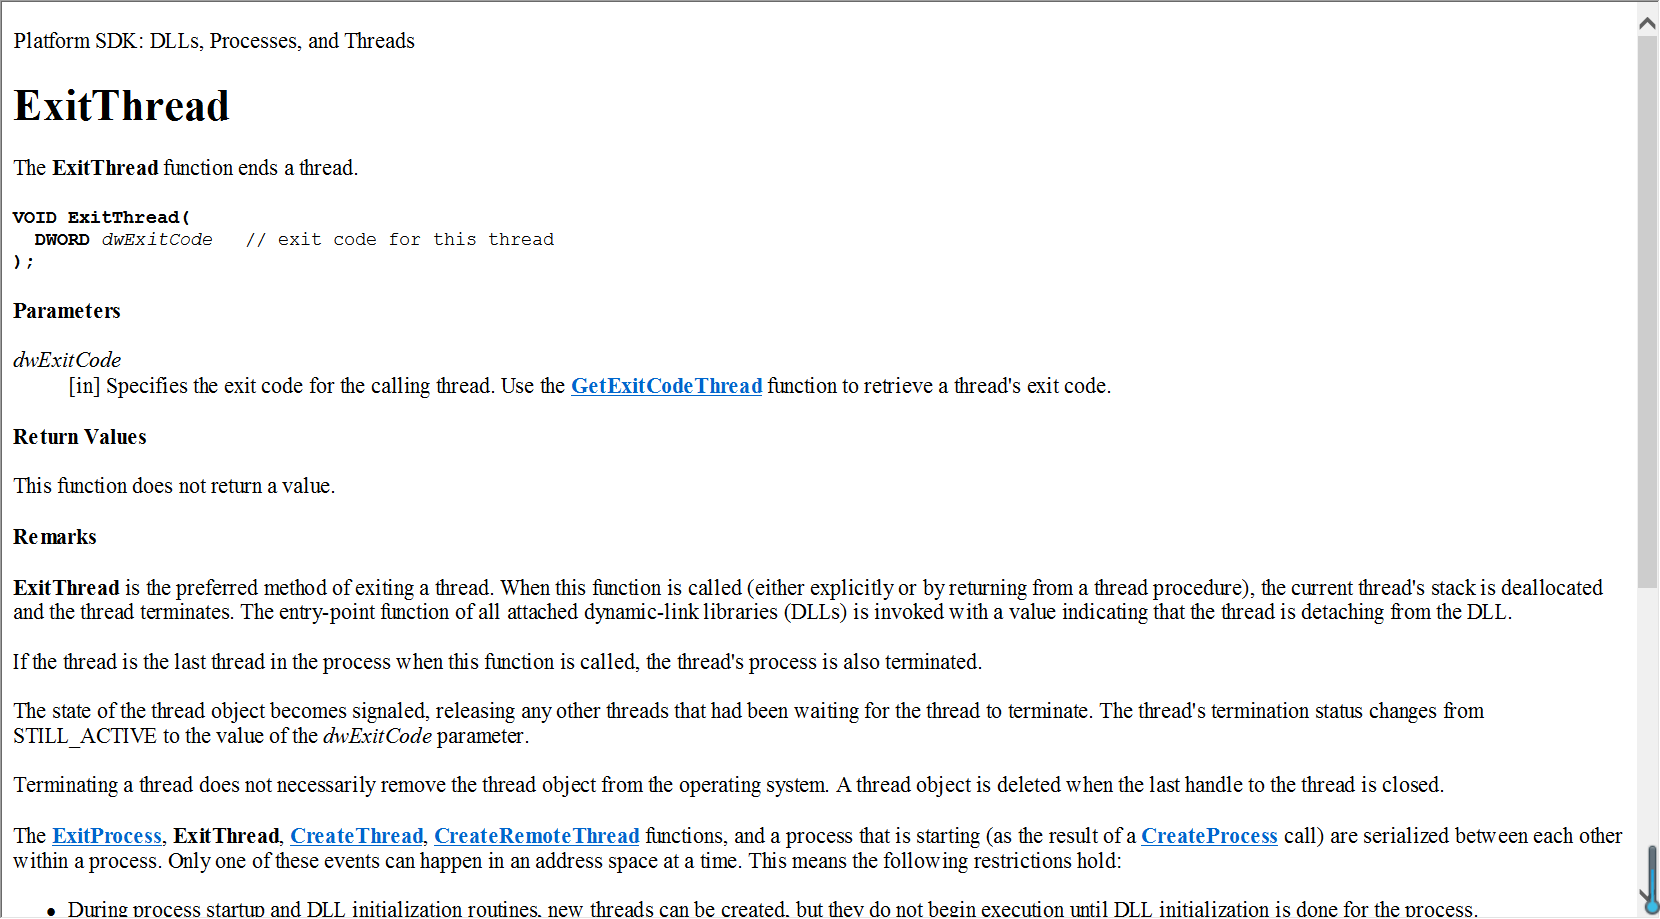 Platform SDK: DLLs, Processes, and Threads
ExitThread
The ExitThread function ends a thread.
VOID ExitThread(
  DWORD dwExitCode   // exit code for this thread
);
Parameters
dwExitCode
[in] Specifies the exit code for the calling thread. Use the GetExitCodeThread function to retrieve a thread's exit code.
Return Values
This function does not return a value.
Remarks
ExitThread is the preferred method of exiting a thread. When this function is called (either explicitly or by returning from a thread procedure), the current thread's stack is deallocated
and the thread terminates. The entry-point function of all attached dynamic-link libraries (DLLs) is invoked with a value indicating that the thread is detaching from the DLL.
If the thread is the last thread in the process when this function is called, the thread's process is also terminated.
The state of the thread object becomes signaled, releasing any other threads that had been waiting for the thread to terminate. The thread's termination status changes from
STILL_ACTIVE to the value of the dwExitCode parameter.
Terminating a thread does not necessarily remove the thread object from the operating system. A thread object is deleted when the last handle to the thread is closed.
The ExitProcess, ExitThread, CreateThread, CreateRemoteThread functions, and a process that is starting (as the result of a CreateProcess call) are serialized between each other
within a process. Only one of these events can happen in an address space at a time. This means the following restrictions hold:
• During process startup and DLL initialization routines, new threads can be created, but they do not begin execution until DLL initialization is done for the process.